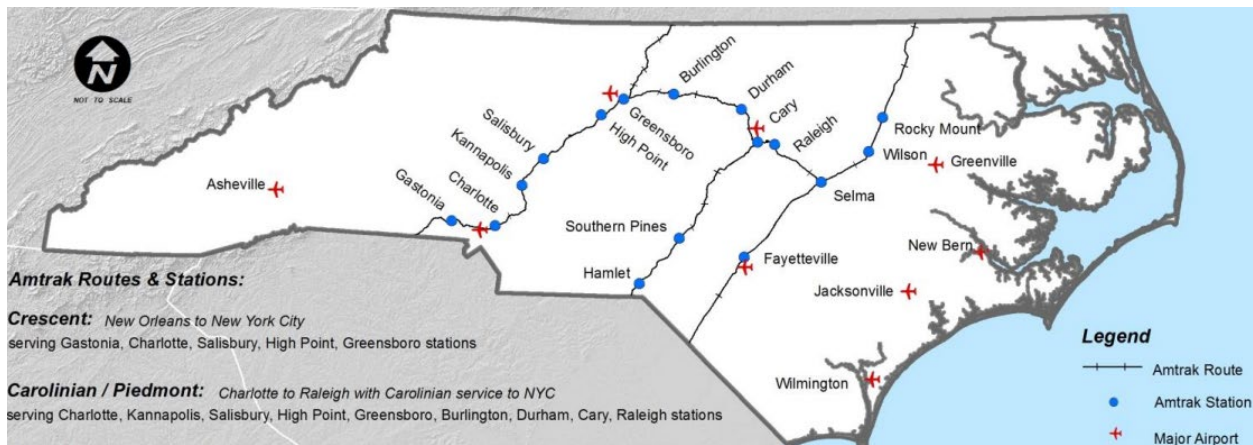 N
NOT TO SCALE
Burlington
Durham
Cary
Raleigh
Greensboro
High Point
Salisbury
Kannapolis
Charlotte
Gastonia
Asheville
Rocky Mount
Wilson
Greenville
Selma
Southern Pines
Hamlet
Fayetteville
New Bern
Jacksonville
Wilmington
Amtrak Routes & Stations:
Crescent: New Orleans to New York City
serving Gastonia, Charlotte, Salisbury, High Point, Greensboro stations
Carolinian / Piedmont: Charlotte to Raleigh with Carolinian service to NYC
serving Charlotte, Kannapolis, Salisbury, High Point, Greensboro, Burlington, Durham, Cary, Raleigh stations
Legend
Amtrak Route
Amtrak Station
Major Airport